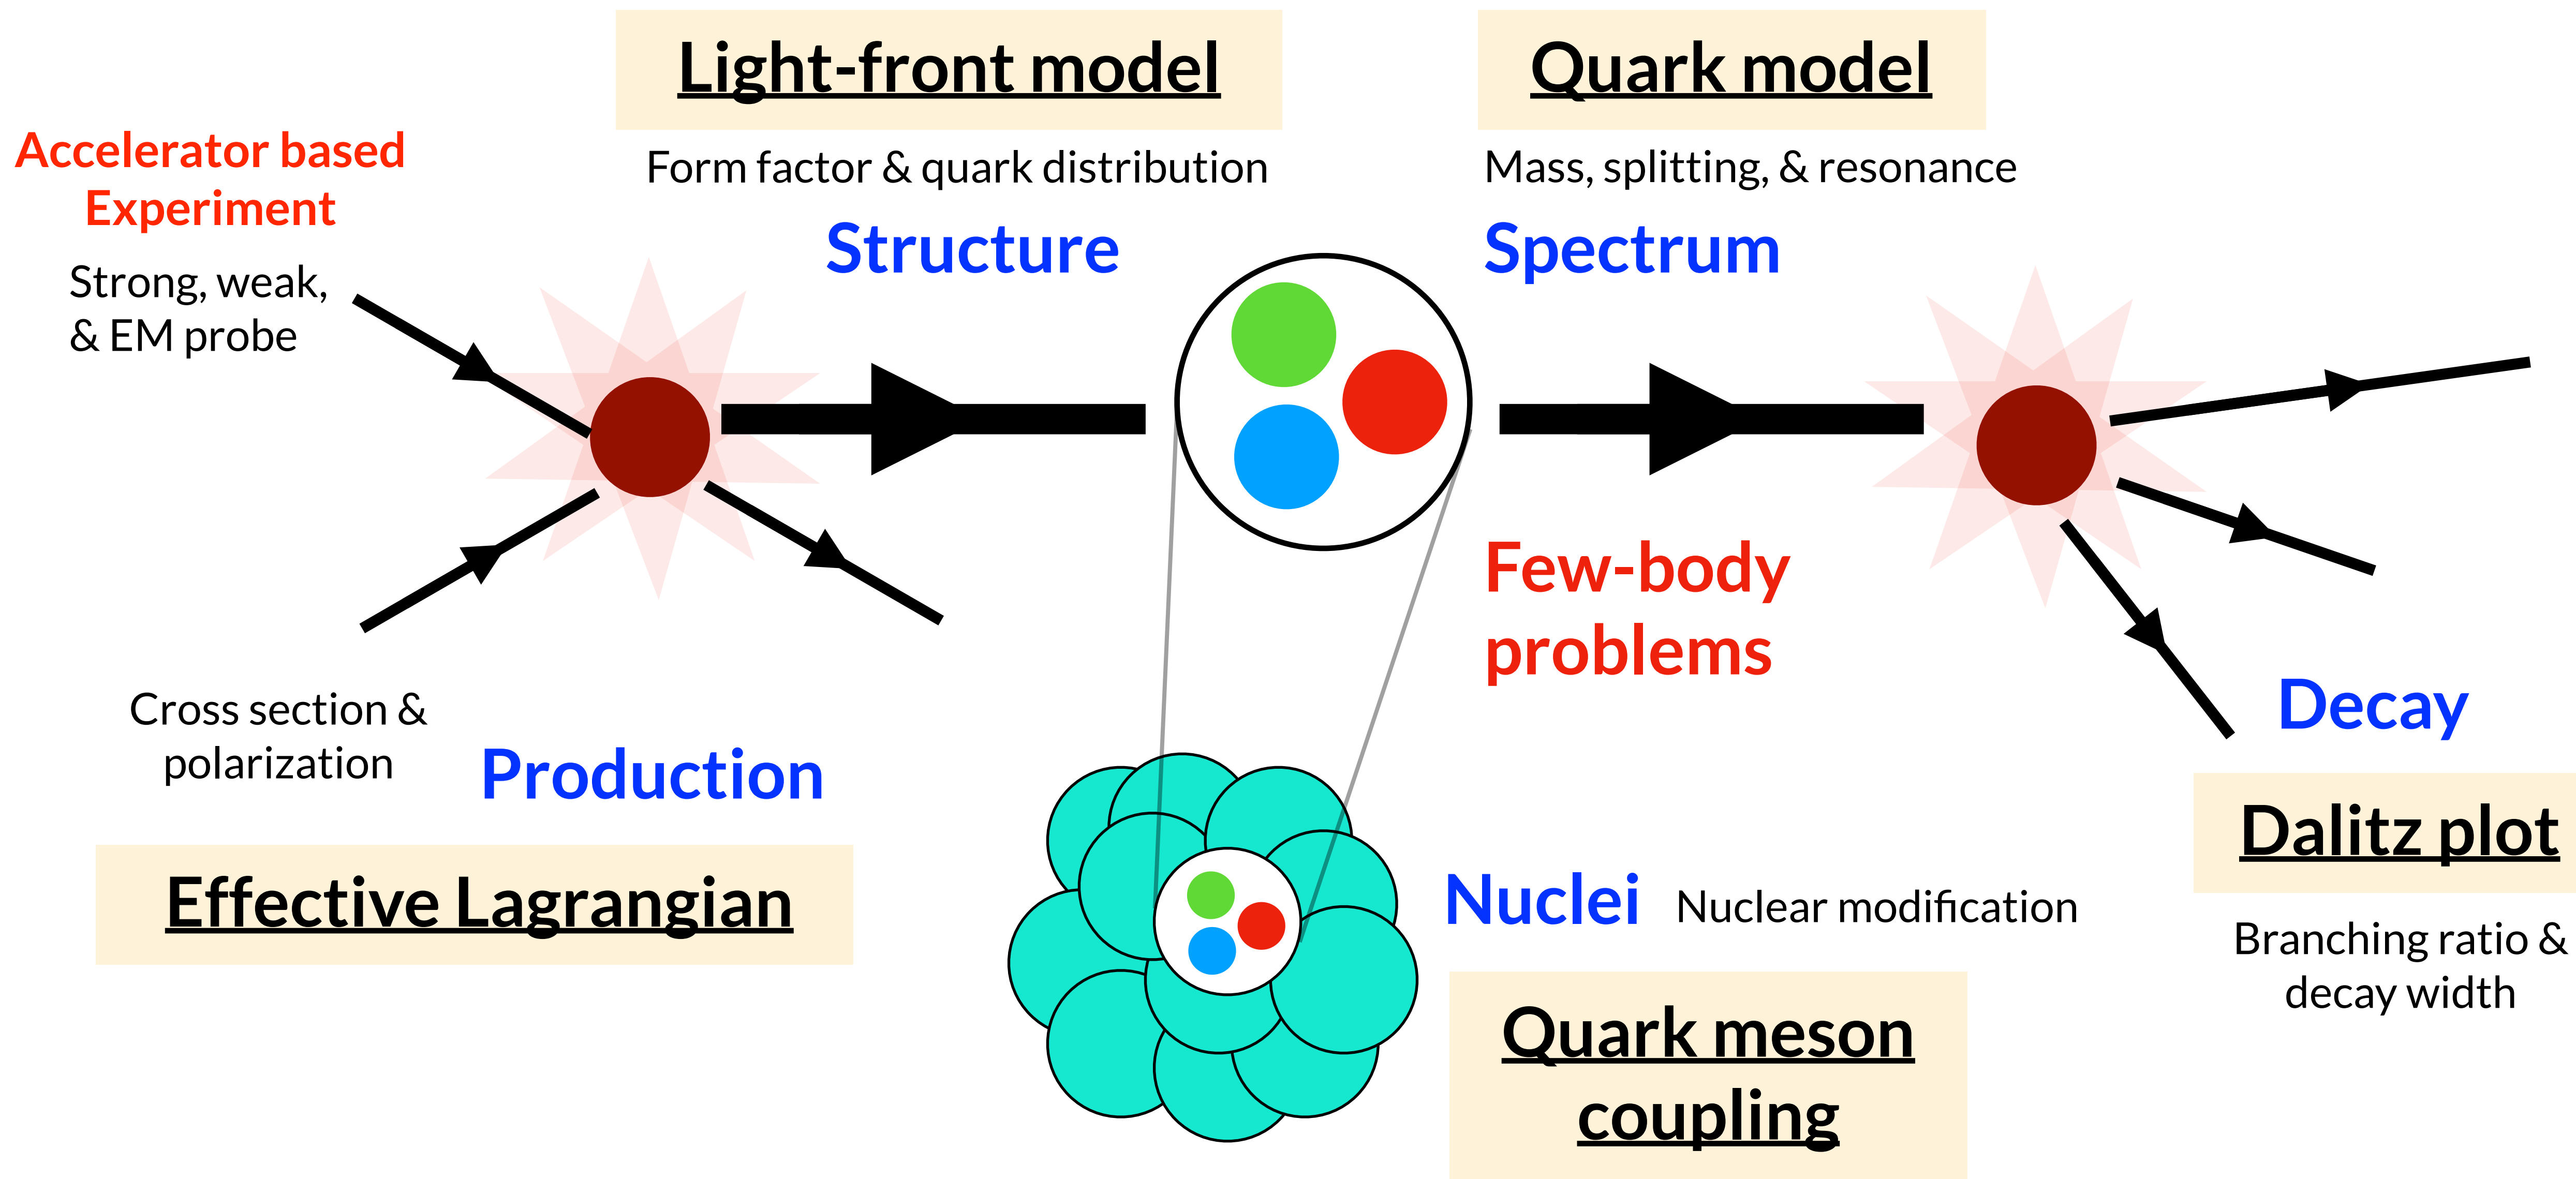 Light-front model
Form factor & quark distribution
Structure
Quark model
Mass, splitting, & resonance
Spectrum
Accelerator based
Experiment
Strong, weak,
& EM probe
Few-body
problems
Cross section &
polarization
Production
Effective Lagrangian
Decay
Dalitz plot
Branching ratio &
decay width
Nuclei
Nuclear modification
Quark meson
coupling